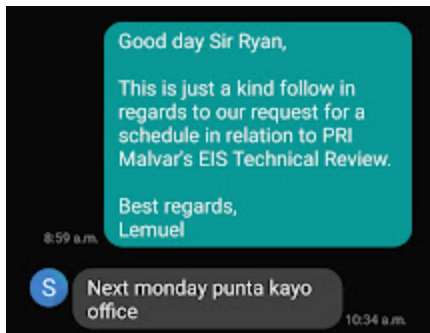 Good day Sir Ryan,
This is just a kind follow in
regards to our request for a
schedule in relation to PRI
Malvar's EIS Technical Review.
Best regards,
Lemuel
8:59 a.m.
S
Next monday punta kayo
office
10:34 a.m.